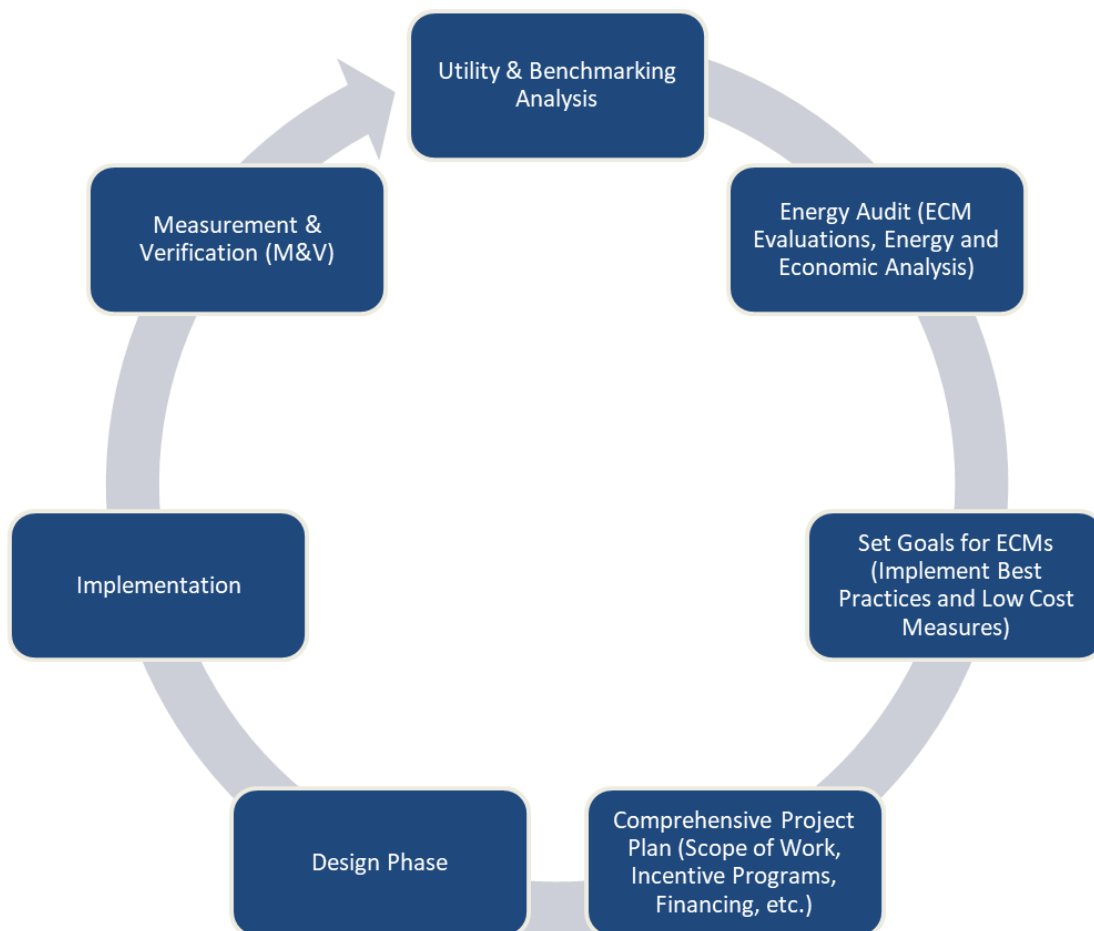 Utility & Benchmarking
Analysis
Energy Audit (ECM
Evaluations, Energy and
Economic Analysis)
Set Goals for ECMs
(Implement Best
Practices and Low Cost
Measures)
Comprehensive Project
Plan (Scope of Work,
Incentive Programs,
Financing, etc.)
Design Phase
Implementation
Measurement &
Verification (M&V)